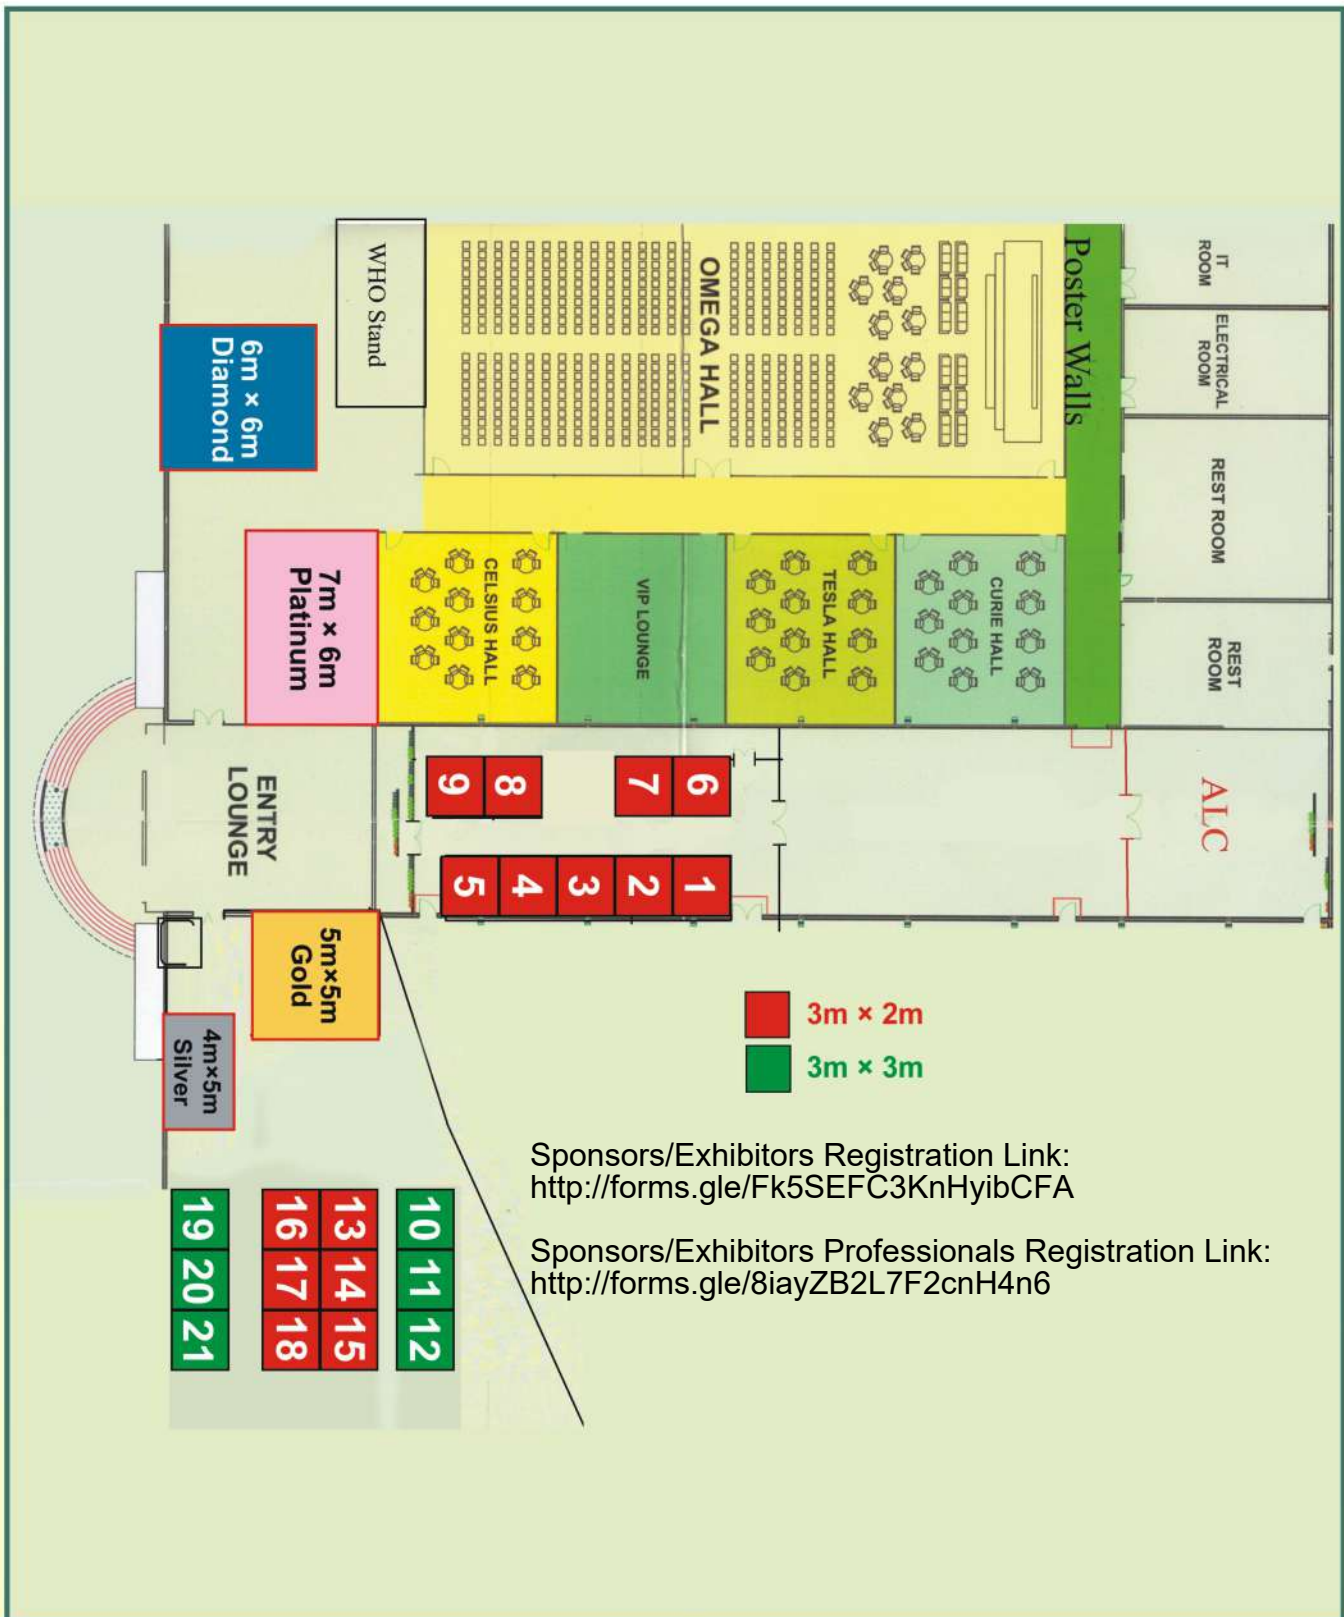 WHO Stand
OMEGA HALL
Poster Walls
IT
ROOM
ELECTRICAL
ROOM
REST ROOM
REST
ROOM
6m × 6m
Diamond
7m × 6m
Platinum
CELSIUS HALL
VIP LOUNGE
TESLA HALL
CURIE HALL
ENTRY
LOUNGE
9
8
7
6
5
4
3
2
1
ALC
5m×5m
Gold
4m×5m
Silver
3m × 2m
3m × 3m
Sponsors/Exhibitors Registration Link:
http://forms.gle/Fk5SEFC3KnHyibCFA
Sponsors/Exhibitors Professionals Registration Link:
http://forms.gle/8iayZB2L7F2cnH4n6
19
16
13
10
20
17
14
11
21
18
15
12